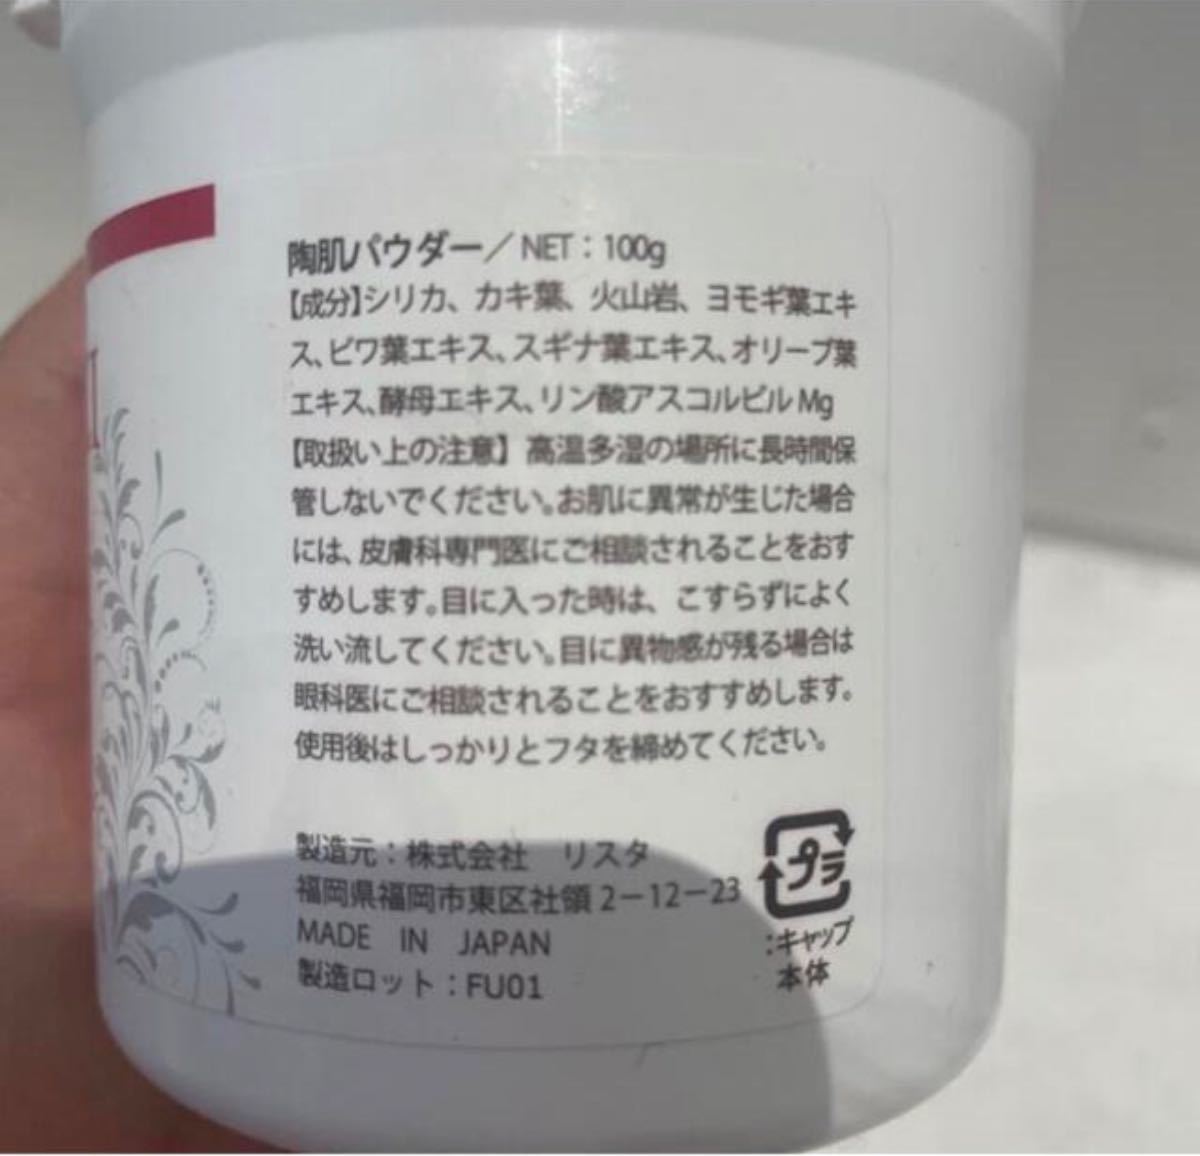 陶肌パウダー／NET：100g
【成分】シリカ、カキ葉、火山岩、ヨモギ葉エキ
ス、ビワ葉エキス、スギナ葉エキス、オリーブ葉
エキス、酵母エキス、リン酸アスコルビルMg
【取扱い上の注意】高温多湿の場所に長時間保
管しないでください。お肌に異常が生じた場合
には、皮膚科専門医にご相談されることをおす
すめします。目に入った時は、こすらずによく
洗い流してください。目に異物感が残る場合は
眼科医にご相談されることをおすすめします。
使用後はしっかりとフタを締めてください。
製造元：株式会社　リスタ
福岡県福岡市東区社領2－12－23
MADE IN JAPAN
製造ロット：FU01
プラ
：キャップ
本体